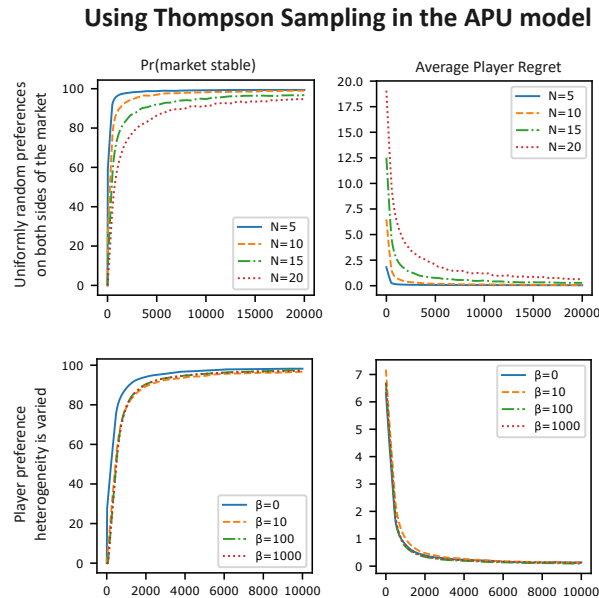 Using Thompson Sampling in the APU model
Pr(market stable)
Average Player Regret
Uniformly random preferences
on both sides of the market
100
80
60
40
20
0
N=5
N=10
N=15
N=20
0
5000
10000
15000
20000
20.0
17.5
15.0
12.5
10.0
7.5
5.0
2.5
0.0
N=5
N=10
N=15
N=20
0
5000
10000
15000
20000
Player preference
heterogeneity is varied
100
80
60
40
20
0
β=0
β=10
β=100
β=1000
0
2000
4000
6000
8000
10000
7
6
5
4
3
2
1
0
β=0
β=10
β=100
β=1000
0
2000
4000
6000
8000
10000